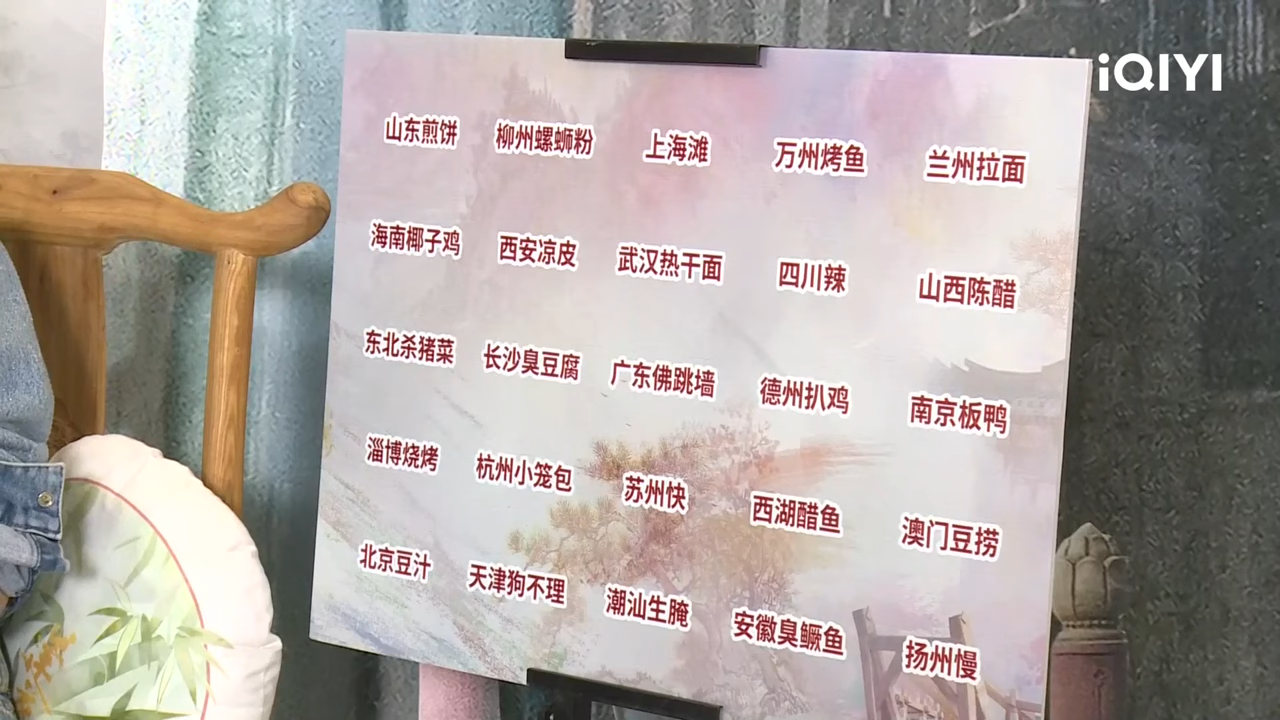 iQIYI
山东煎饼 柳州螺蛳粉 上海滩 万州烤鱼 兰州拉面
海南椰子鸡 西安凉皮 武汉热干面 四川辣 山西陈醋
东北杀猪菜 长沙臭豆腐 广东佛跳墙 德州扒鸡 南京板鸭
淄博烧烤 杭州小笼包 苏州快 西湖醋鱼 澳门豆捞
北京豆汁 天津狗不理 潮汕生腌 安徽臭鳜鱼 扬州慢